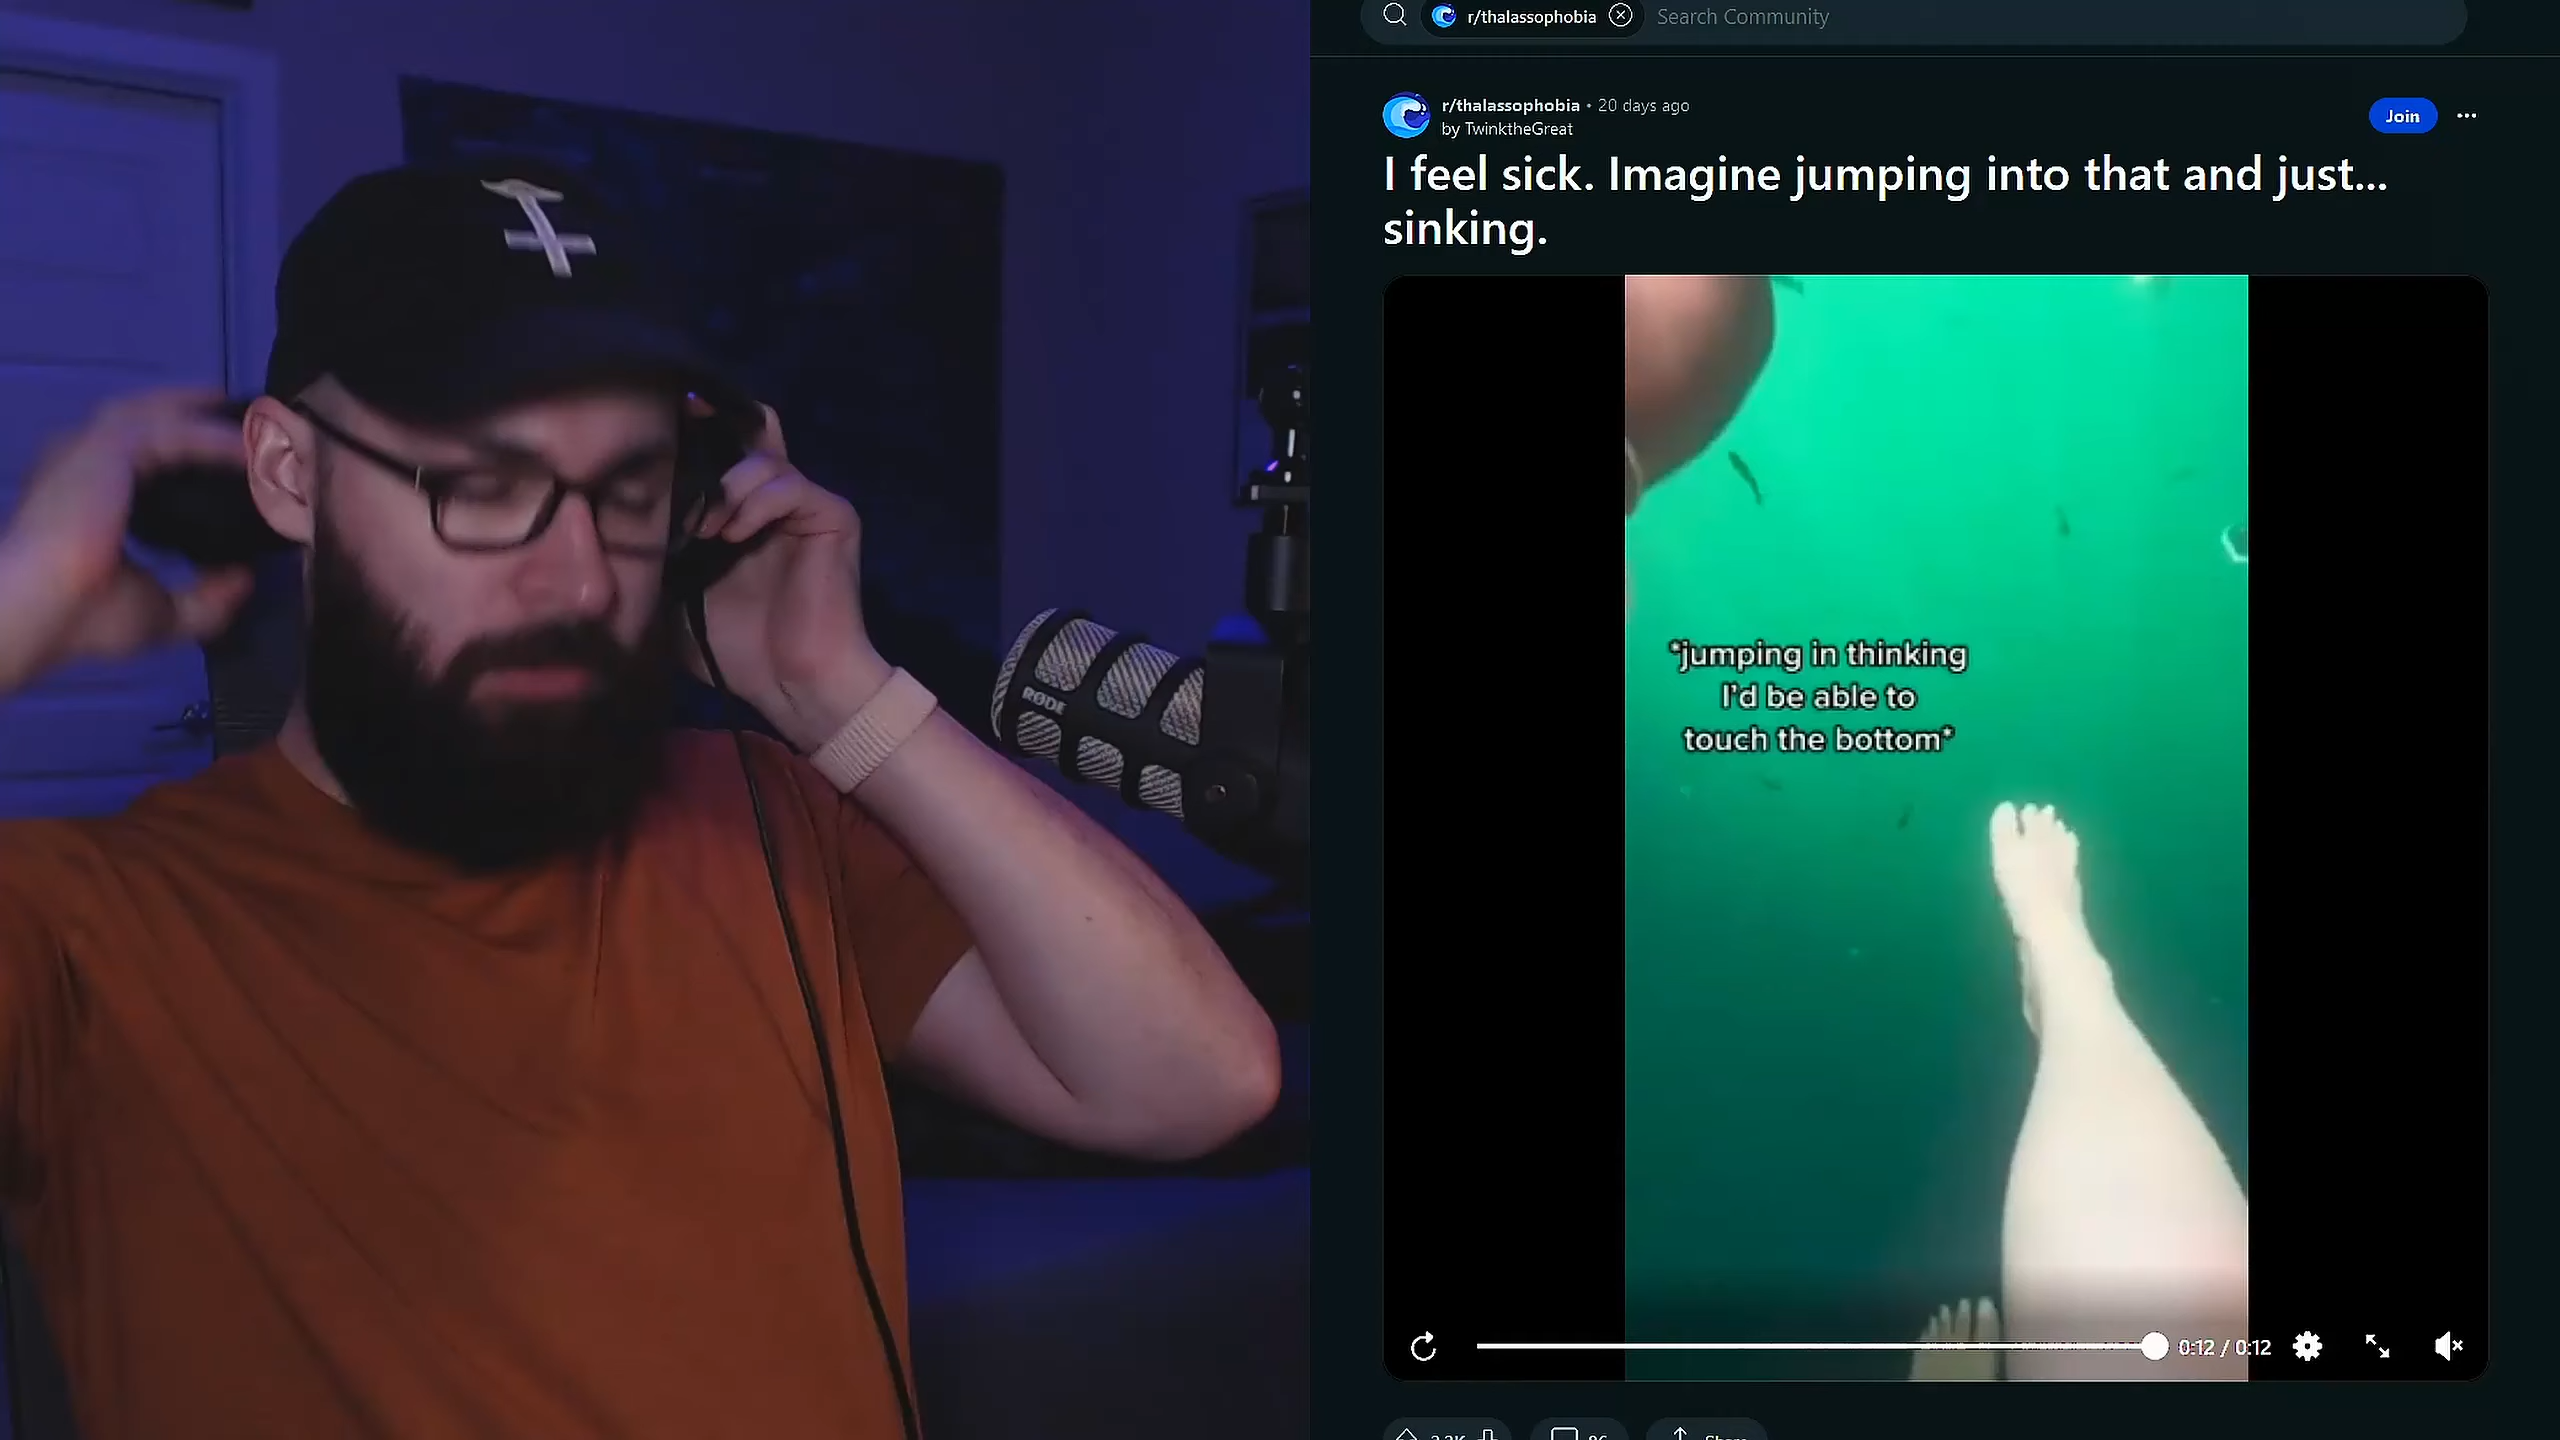 r/thalassophobia
Search Community
r/thalassophobia • 20 days ago
by TwinktheGreat
Join
I feel sick. Imagine jumping into that and just...
sinking.
*jumping in thinking
I'd be able to
touch the bottom*
RØDE
0:12 / 0:12